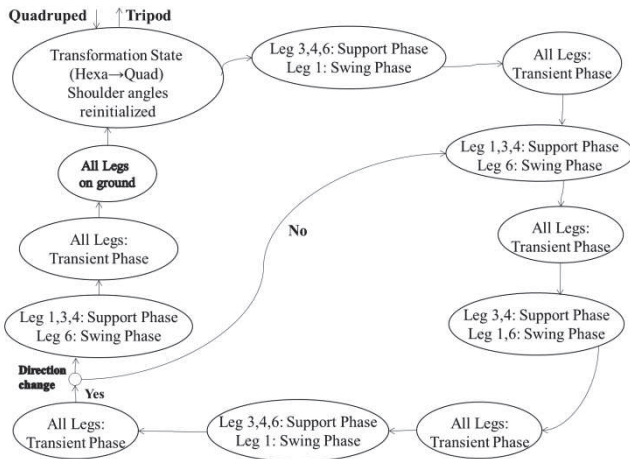 Quadruped
Tripod
Transformation State
(Hexa→Quad)
Shoulder angles
reinitialized
Leg 3,4,6: Support Phase
Leg 1: Swing Phase
All Legs:
Transient Phase
Leg 1,3,4: Support Phase
Leg 6: Swing Phase
All Legs:
Transient Phase
Leg 3,4: Support Phase
Leg 1,6: Swing Phase
All Legs:
Transient Phase
Leg 3,4,6: Support Phase
Leg 1: Swing Phase
All Legs:
Transient Phase
Yes
Direction
change
No
Leg 1,3,4: Support Phase
Leg 6: Swing Phase
All Legs:
Transient Phase
All Legs
on ground